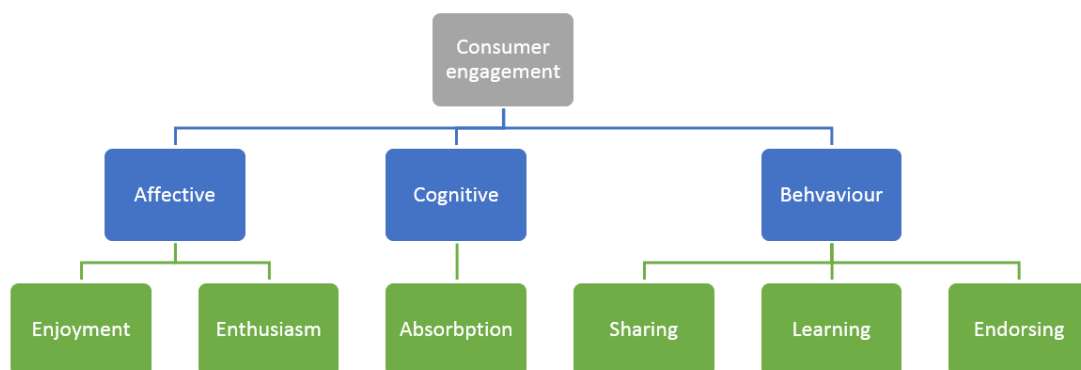 Consumer
engagement
Affective
Cognitive
Behvaviour
Enjoyment
Enthusiasm
Absorbption
Sharing
Learning
Endorsing